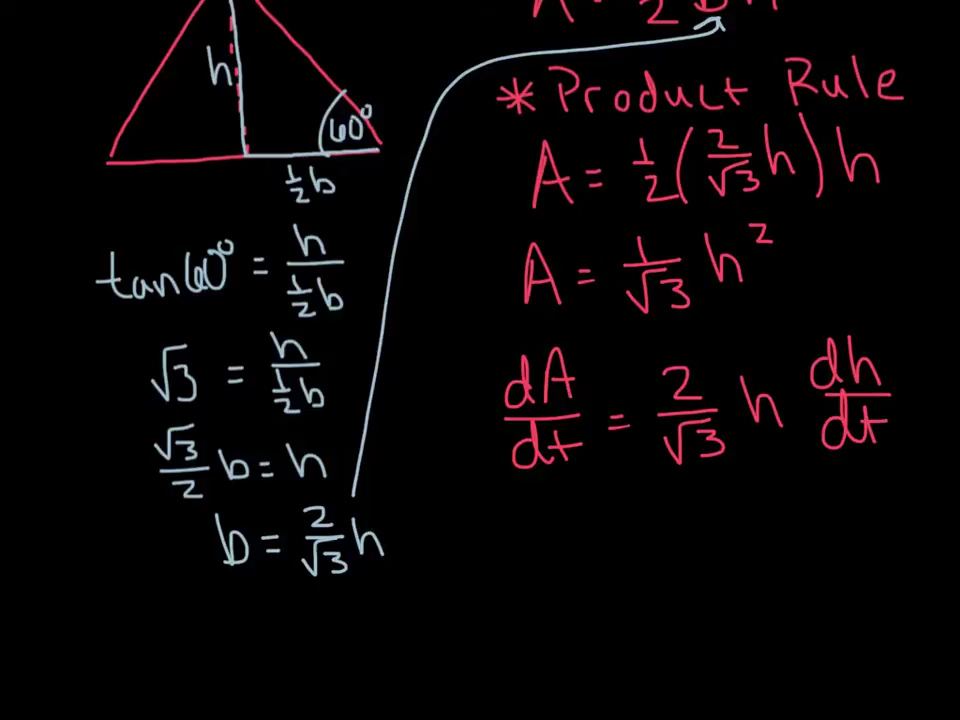 h
60°
½b
tan60° = h / ½b
√3 = h / ½b
√3/2 b = h
b = 2/√3 h
* Product Rule
A = ½(2/√3 h)h
A = 1/√3 h²
dA/dt = 2/√3 h dh/dt